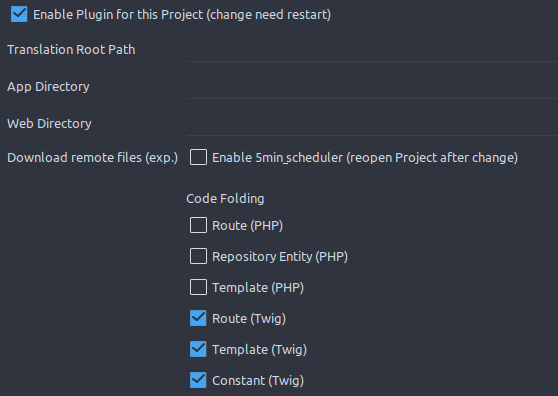 Enable Plugin for this Project (change need restart)
Translation Root Path
App Directory
Web Directory
Download remote files (exp.) Enable 5min_scheduler (reopen Project after change)
Code Folding
Route (PHP)
Repository Entity (PHP)
Template (PHP)
Route (Twig)
Template (Twig)
Constant (Twig)